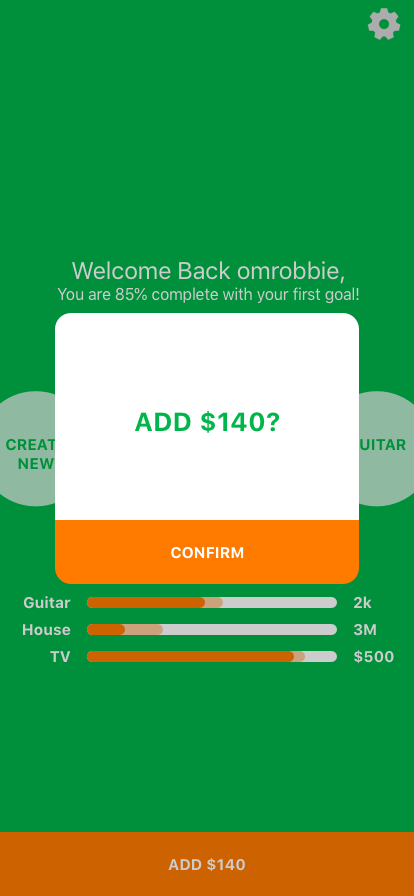 Welcome Back omrobbie,
You are 85% complete with your first goal!
ADD $140?
CREAT
NEW
UITAR
CONFIRM
Guitar 2k
House 3M
TV $500
ADD $140